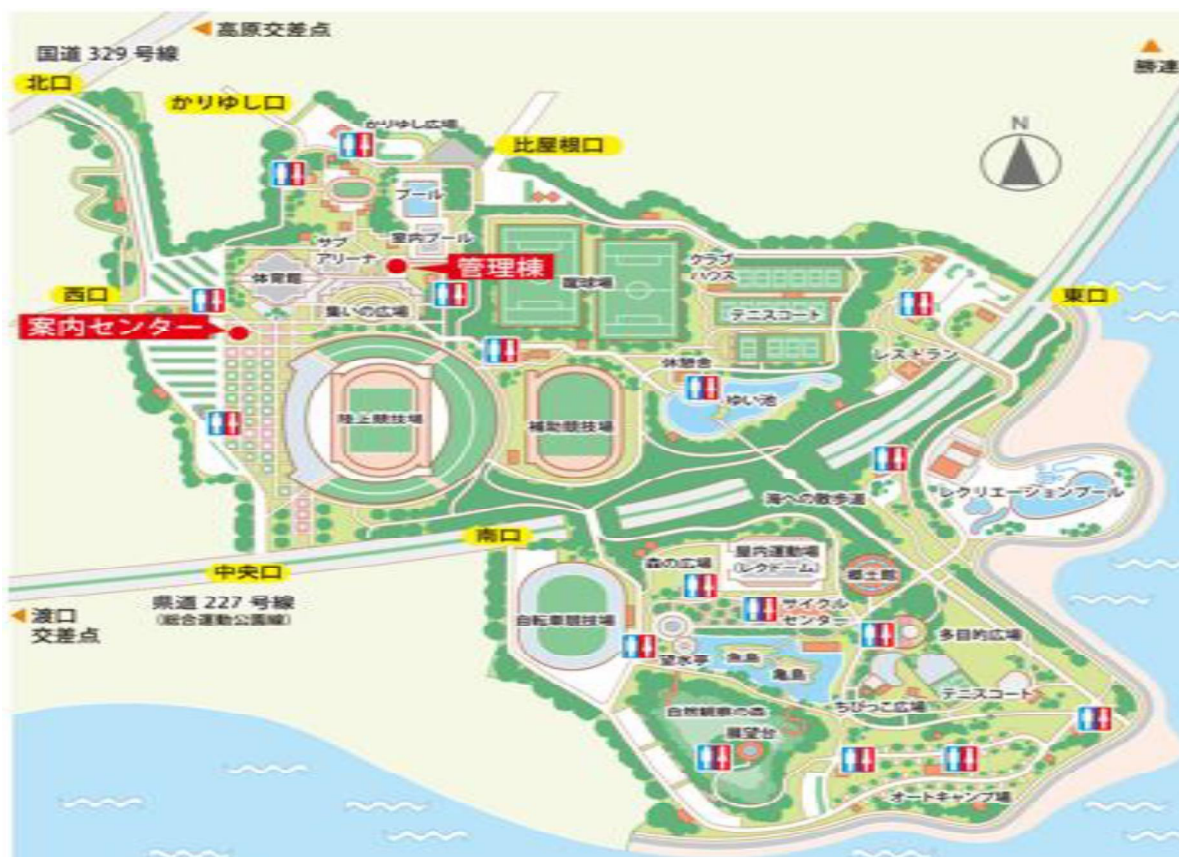 高原交差点
国道 329 号線
勝連
北口
かりゆし口
かりゆし広場
比屋根口
N
プール
室内プール
サブ
アリーナ
管理棟
体育館
蹴球場
クラブ
ハウス
西口
東口
集いの広場
テニスコート
案内センター
レストラン
休憩舎
ゆい池
陸上競技場
補助競技場
レクリエーションプール
海への散歩道
南口
屋内運動場
(レクドーム)
森の広場
中央口
郷土館
県道 227 号線
(総合運動公園線)
渡口
交差点
自転車競技場
サイクル
センター
多目的広場
望水亭
魚島
亀島
テニスコート
ちびっこ広場
自然観察の森
展望台
オートキャンプ場